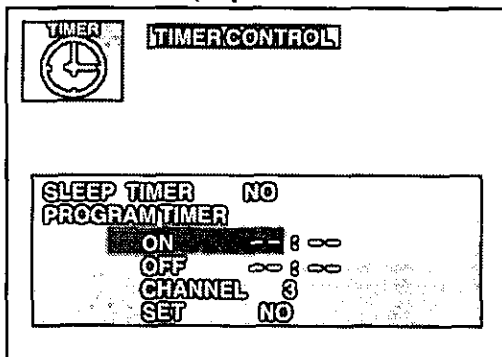 TIMER
TIMER CONTROL
SLEEP TIMER NO
PROGRAM TIMER
ON --:--
OFF --:--
CHANNEL 3
SET NO